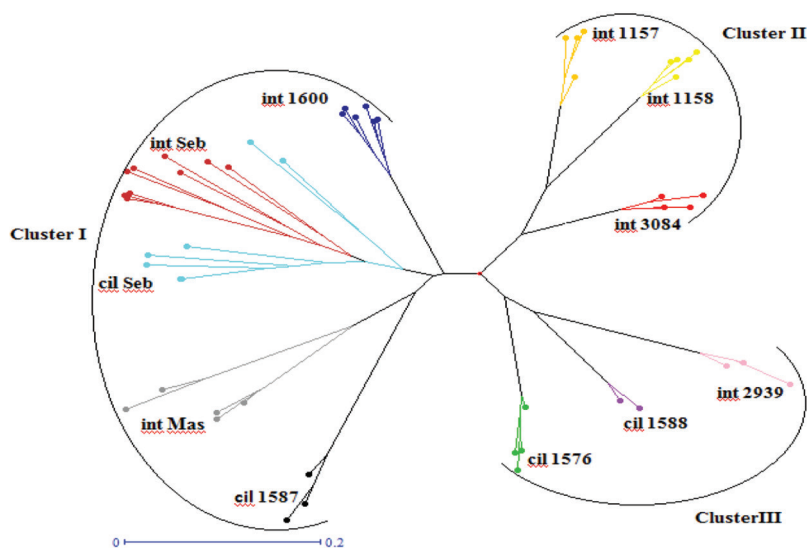 int 1157
Cluster II
int 1600
int 1158
int Seb
int 3084
Cluster I
cil Seb
int 2939
int Mas
cil 1588
cil 1576
cil 1587
ClusterIII
0 0.2